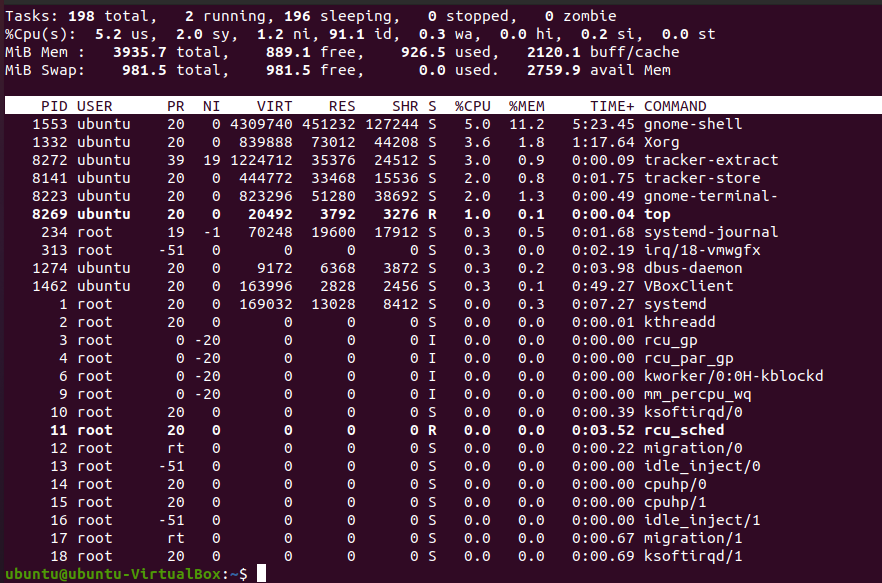 Tasks: 198 total,   2 running, 196 sleeping,   0 stopped,   0 zombie
%Cpu(s):  5.2 us,  2.0 sy,  1.2 ni, 91.1 id,  0.3 wa,  0.0 hi,  0.2 si,  0.0 st
MiB Mem :   3935.7 total,    889.1 free,    926.5 used,   2120.1 buff/cache
MiB Swap:    981.5 total,    981.5 free,      0.0 used.   2759.9 avail Mem
    PID USER      PR  NI    VIRT    RES    SHR S  %CPU  %MEM     TIME+ COMMAND
   1553 ubuntu    20   0 4309740 451232 127244 S   5.0  11.2   5:23.45 gnome-shell
   1332 ubuntu    20   0  839888  73012  44208 S   3.6   1.8   1:17.64 Xorg
   8272 ubuntu    39  19 1224712  35376  24512 S   3.0   0.9   0:00.09 tracker-extract
   8141 ubuntu    20   0  444772  33468  15536 S   2.0   0.8   0:01.75 tracker-store
   8223 ubuntu    20   0  823296  51280  38692 S   2.0   1.3   0:00.49 gnome-terminal-
   8269 ubuntu    20   0   20492   3792   3276 R   1.0   0.1   0:00.04 top
    234 root      19  -1   70248  19600  17912 S   0.3   0.5   0:01.68 systemd-journal
    313 root     -51   0       0      0      0 S   0.3   0.0   0:02.19 irq/18-vmwgfx
   1274 ubuntu    20   0    9172   6368   3872 S   0.3   0.2   0:03.98 dbus-daemon
   1462 ubuntu    20   0  163996   2828   2456 S   0.3   0.1   0:49.27 VBoxClient
      1 root      20   0  169032  13028   8412 S   0.0   0.3   0:07.27 systemd
      2 root      20   0       0      0      0 S   0.0   0.0   0:00.01 kthreadd
      3 root       0 -20       0      0      0 I   0.0   0.0   0:00.00 rcu_gp
      4 root       0 -20       0      0      0 I   0.0   0.0   0:00.00 rcu_par_gp
      6 root       0 -20       0      0      0 I   0.0   0.0   0:00.00 kworker/0:0H-kblockd
      9 root       0 -20       0      0      0 I   0.0   0.0   0:00.00 mm_percpu_wq
     10 root      20   0       0      0      0 S   0.0   0.0   0:00.39 ksoftirqd/0
     11 root      20   0       0      0      0 R   0.0   0.0   0:03.52 rcu_sched
     12 root      rt   0       0      0      0 S   0.0   0.0   0:00.22 migration/0
     13 root     -51   0       0      0      0 S   0.0   0.0   0:00.00 idle_inject/0
     14 root      20   0       0      0      0 S   0.0   0.0   0:00.00 cpuhp/0
     15 root      20   0       0      0      0 S   0.0   0.0   0:00.00 cpuhp/1
     16 root     -51   0       0      0      0 S   0.0   0.0   0:00.00 idle_inject/1
     17 root      rt   0       0      0      0 S   0.0   0.0   0:00.67 migration/1
     18 root      20   0       0      0      0 S   0.0   0.0   0:00.69 ksoftirqd/1
ubuntu@ubuntu-VirtualBox:~$